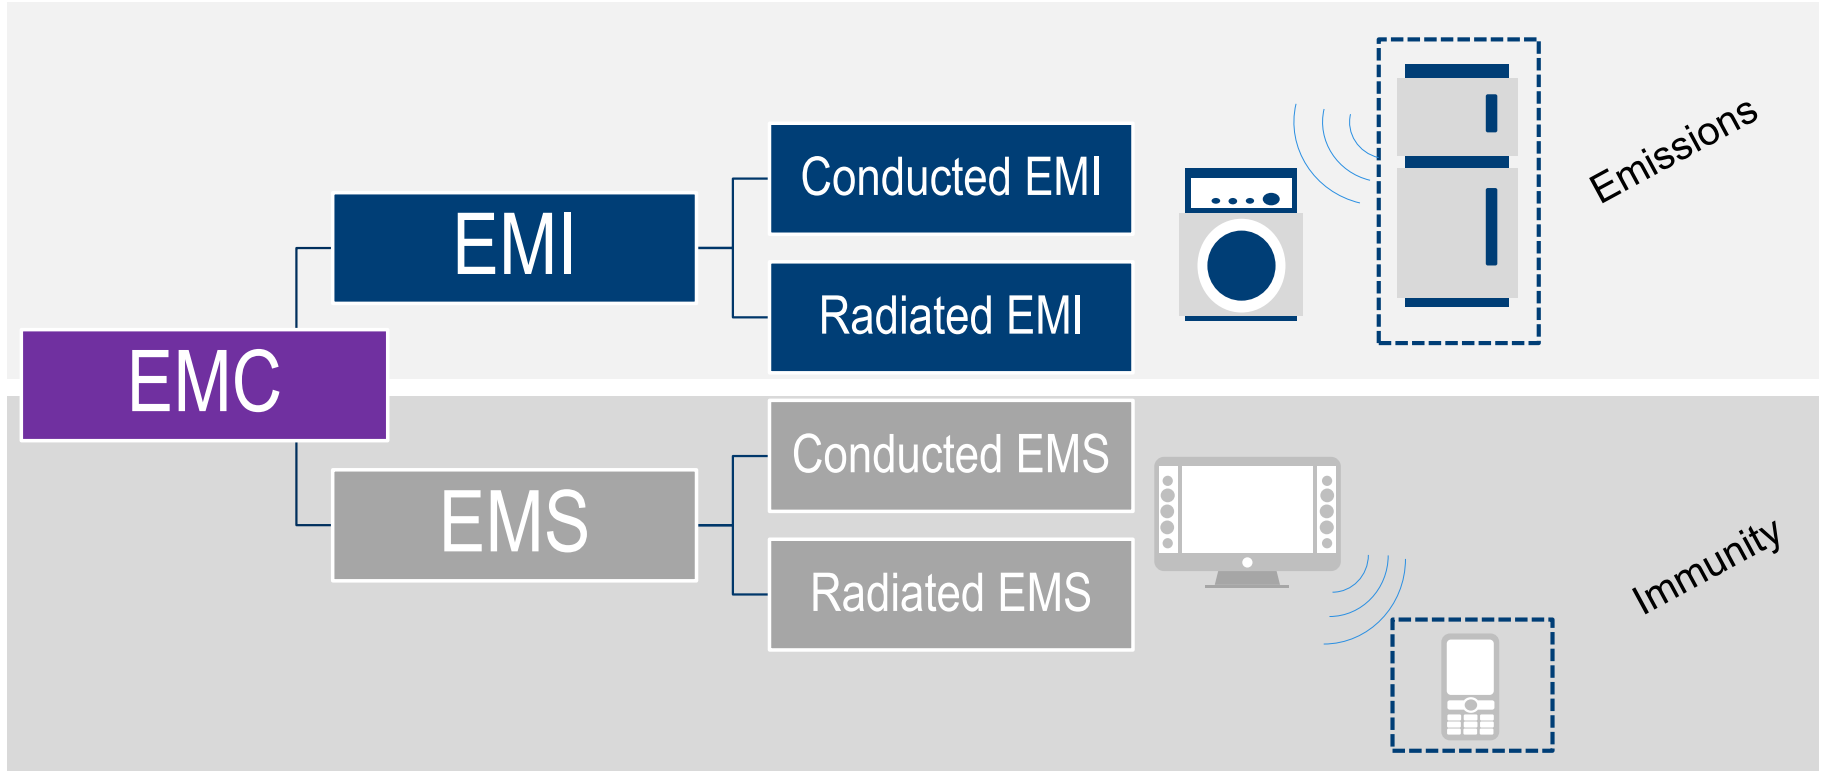 EMC
EMI
Conducted EMI
Radiated EMI
Emissions
EMS
Conducted EMS
Radiated EMS
Immunity